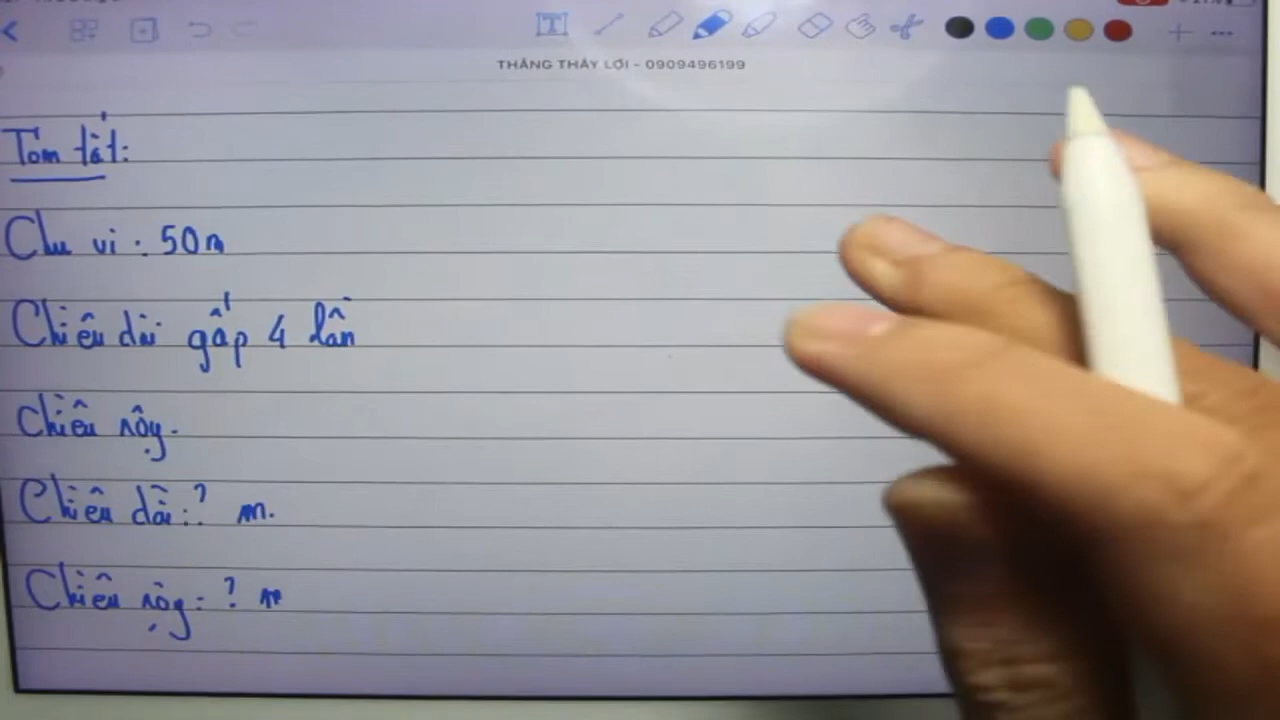 THẦNG THẦY LỢI - 0909496199
Tóm tắt:
Chu vi : 50m
Chiều dài gấp 4 lần
chiều rộng.
Chiều dài: ? m.
Chiều rộng: ? m